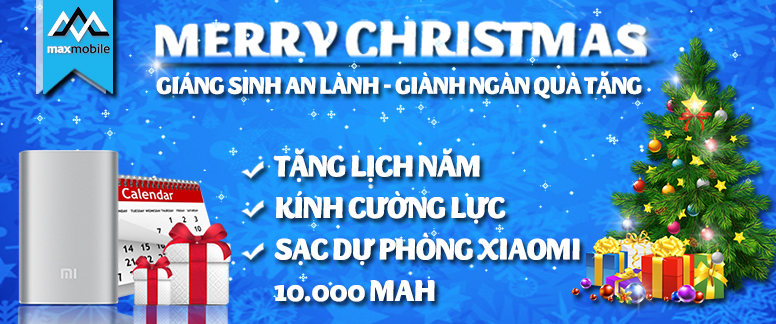 maxmobile
MERRY CHRISTMAS
GIÁNG SINH AN LÀNH - GIÀNH NGÀN QUÀ TẶNG
TẶNG LỊCH NĂM
KÍNH CƯỜNG LỰC
SẠC DỰ PHÒNG XIAOMI
10.000 MAH
Calendar
mi